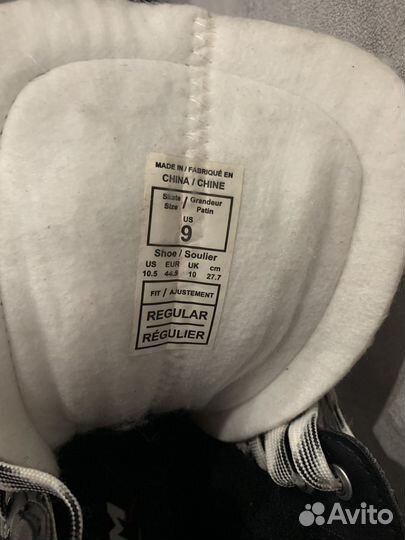 MADE IN / FABRIQUÉ EN
CHINA / CHINE
Skate / Grandeur
Size / Patin
US
9
Shoe / Soulier
US EUR UK cm
10.5 44.5 10 27.7
FIT / AJUSTEMENT
REGULAR
RÉGULIER
Avito